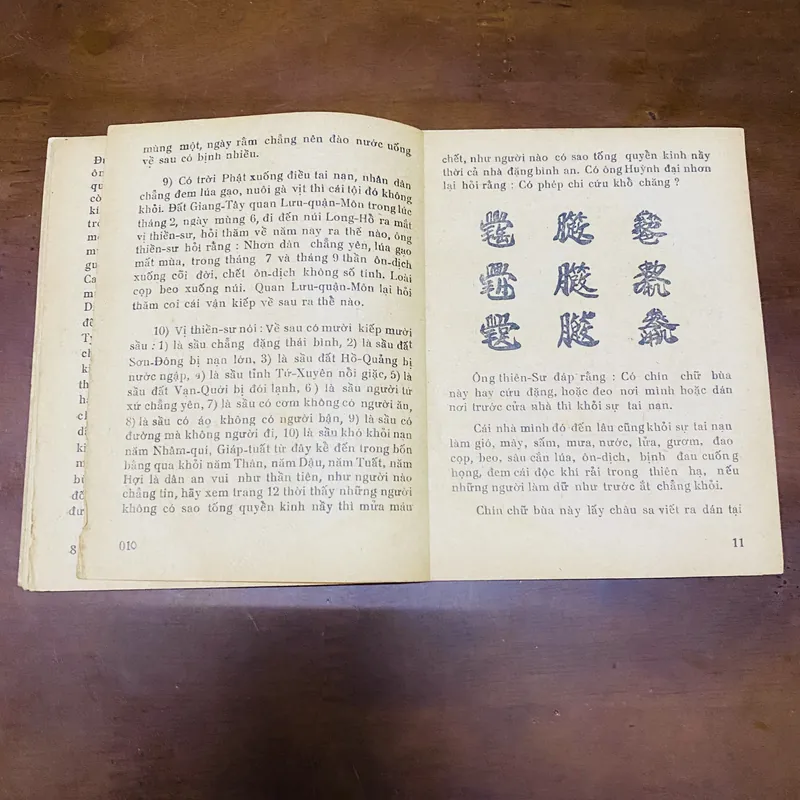 mùng một, ngày rằm chẳng nên đào nước uống
về sau có bịnh nhiều.
9) Có trời Phật xuống điều tai nạn, nhân dân
chẳng đem lúa gạo, nuôi gà vịt thì cái tội đó không
khỏi. Đất Giang-Tây quan Lưu-quận-Môn trong lúc
tháng 2, ngày mùng 6, đi đến núi Long-Hồ ra mắt
vị thiền-sư, hỏi thăm về năm nay ra thế nào, ông
thiền-sư hỏi rằng : Nhơn dân chẳng yên, lúa gạo
mất mùa, trong tháng 7 và tháng 9 thần ôn-dịch
xuống cõi đời, chết ôn-dịch không số tính. Loài
cọp beo xuống núi. Quan Lưu-quận-Môn lại hỏi
thăm coi cái vận kiếp về sau ra thế nào.
10) Vị thiền-sư nói : Về sau có mười kiếp mười
sầu : 1) là sầu chẳng đặng thái bình, 2) là sầu đất
Sơn-Đông bị nạn lớn, 3) là sầu đất Hồ-Quảng bị
nước ngập, 4) là sầu tỉnh Tứ-Xuyên nổi giặc, 5) là
sầu đất Vạn-Quới bị đói lạnh, 6) là sầu người tứ
xứ chẳng yên, 7) là sầu có cơm không có người ăn,
8) là sầu có áo không có người bận, 9) là sầu có
đường mà không người đi, 10) là sầu khó khỏi nạn
năm Nhâm-quí, Giáp-tuất từ đây kể đến trong bốn
bằng qua khỏi năm Thân, năm Dậu, năm Tuất, năm
Hợi là dân an vui như thần tiên, như người nào
chẳng tin, hãy xem trang 12 thời thấy những người
không có sao tống quyển kinh nầy thì mửa máu
8
010
chết, như người nào có sao tống quyển kinh nầy
thời cả nhà đặng bình an. Có ông Huỳnh đại nhơn
lại hỏi rằng : Có phép chi cứu khổ chăng ?
Ông thiên-Sư đáp rằng : Có chín chữ bùa
này hay cứu đặng, hoặc đeo nơi mình hoặc dán
nơi trước cửa nhà thì khỏi sự tai nạn.
Cái nhà mình đó đến lâu cũng khỏi sự tai nạn
làm gió, mây, sấm, mưa, nước, lửa, gươm, đao
cọp, beo, sâu cắn lúa, ôn-dịch, bịnh đau cuống
họng, đem cái độc khí rải trong thiên hạ, nếu
những người làm dữ như trước ắt chẳng khỏi.
Chín chữ bùa này lấy châu sa viết ra dán tại
11